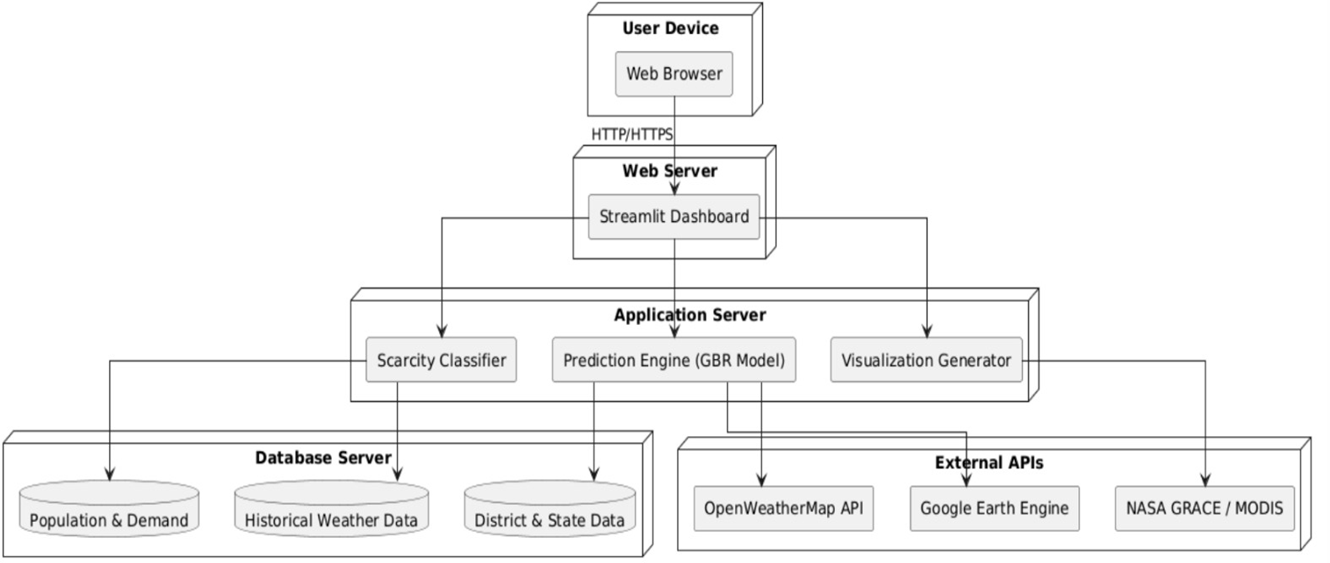 User Device
Web Browser
HTTP/HTTPS
Web Server
Streamlit Dashboard
Application Server
Scarcity Classifier
Prediction Engine (GBR Model)
Visualization Generator
Database Server
Population & Demand
Historical Weather Data
District & State Data
External APIs
OpenWeatherMap API
Google Earth Engine
NASA GRACE / MODIS